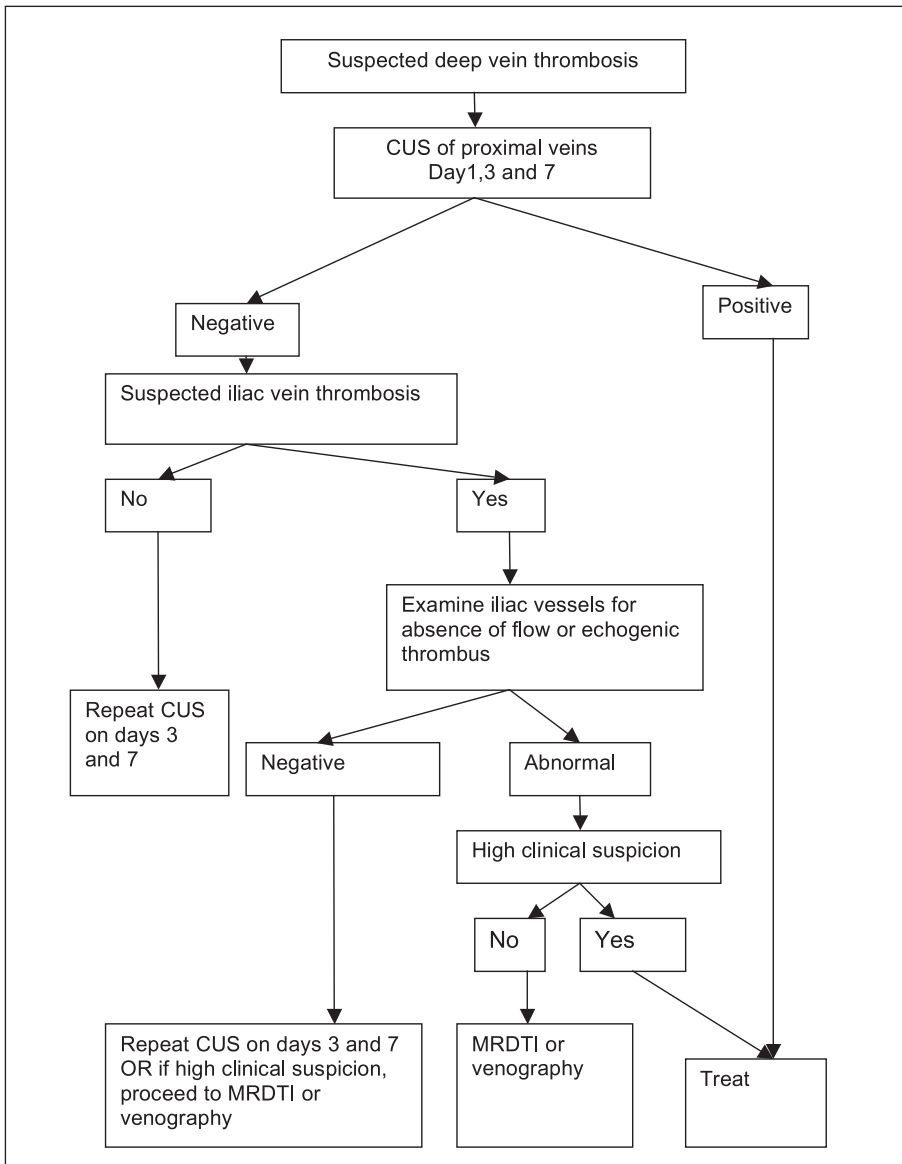 Suspected deep vein thrombosis
CUS of proximal veins
Day1,3 and 7
Negative
Positive
Suspected iliac vein thrombosis
No
Yes
Examine iliac vessels for
absence of flow or echogenic
thrombus
Repeat CUS
on days 3
and 7
Negative
Abnormal
High clinical suspicion
No
Yes
Repeat CUS on days 3 and 7
OR if high clinical suspicion,
proceed to MRDTI or
venography
MRDTI or
venography
Treat